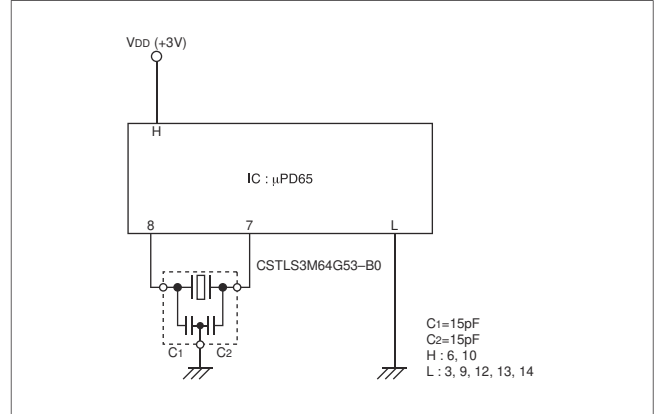 VDD (+3V)
H
IC : μPD65
8 7 L
CSTLS3M64G53–B0
C1 C2
C1=15pF
C2=15pF
H : 6, 10
L : 3, 9, 12, 13, 14